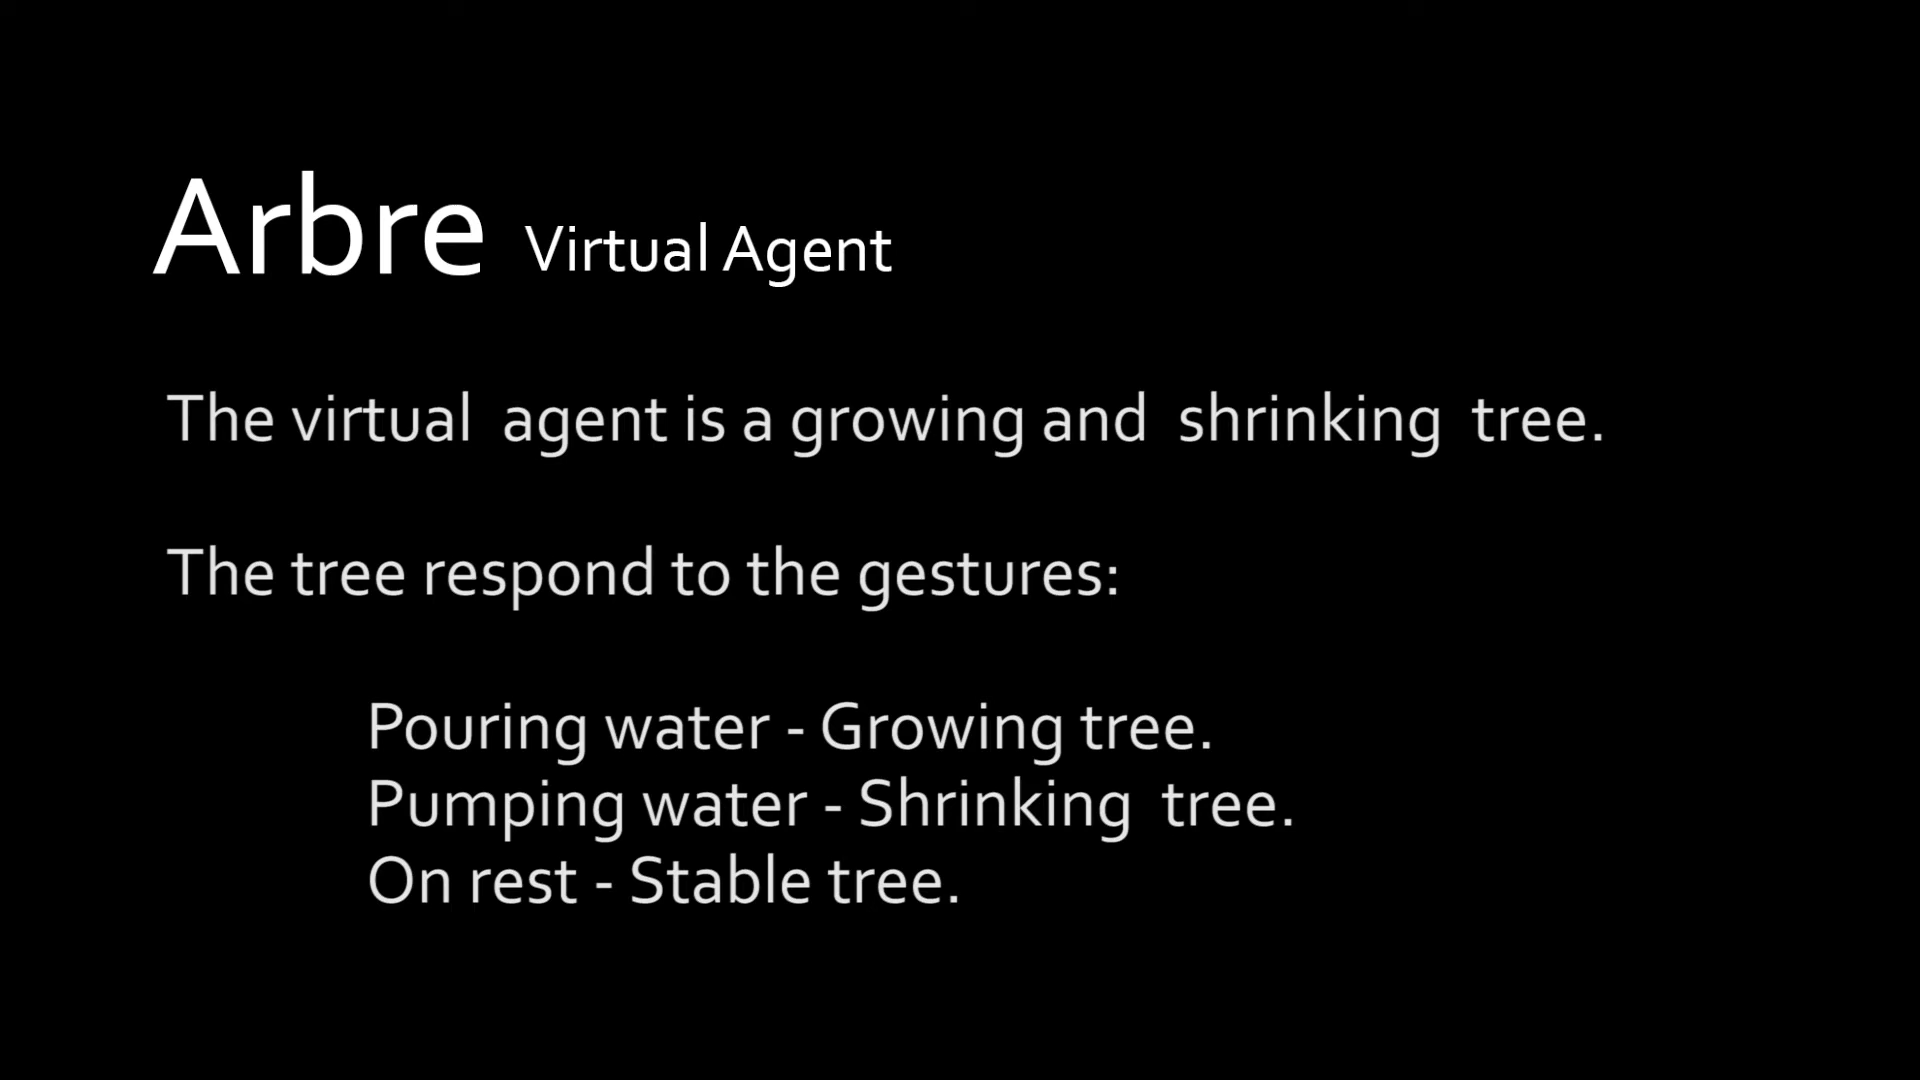 Arbre Virtual Agent
The virtual agent is a growing and shrinking tree.
The tree respond to the gestures:
Pouring water - Growing tree.
Pumping water - Shrinking tree.
On rest - Stable tree.